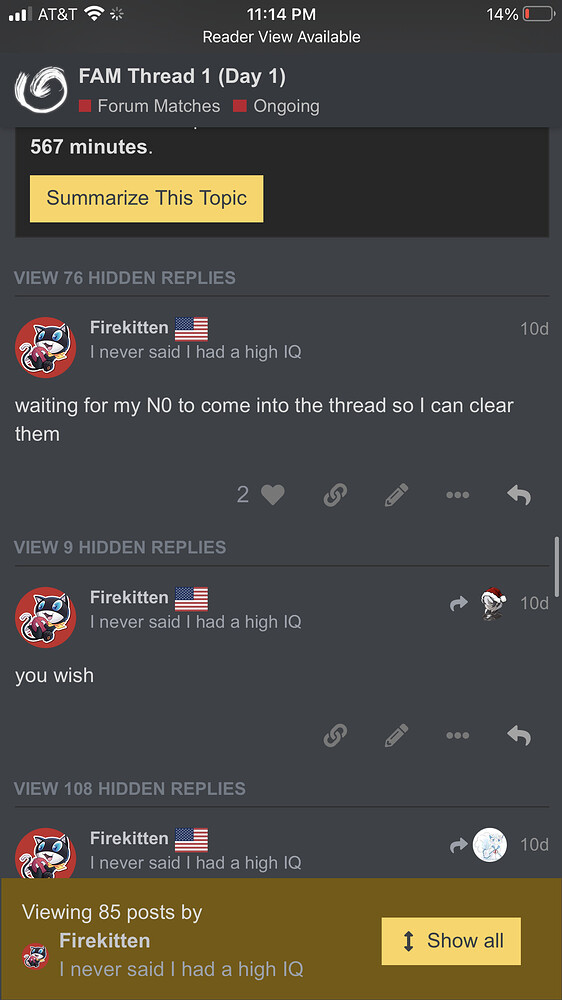 AT&T
11:14 PM
14%
Reader View Available
FAM Thread 1 (Day 1)
Forum Matches Ongoing
567 minutes.
Summarize This Topic
VIEW 76 HIDDEN REPLIES
Firekitten
10d
I never said I had a high IQ
waiting for my N0 to come into the thread so I can clear
them
2
VIEW 9 HIDDEN REPLIES
Firekitten
10d
I never said I had a high IQ
you wish
VIEW 108 HIDDEN REPLIES
Firekitten
10d
I never said I had a high IQ
Viewing 85 posts by
Firekitten
I never said I had a high IQ
Show all